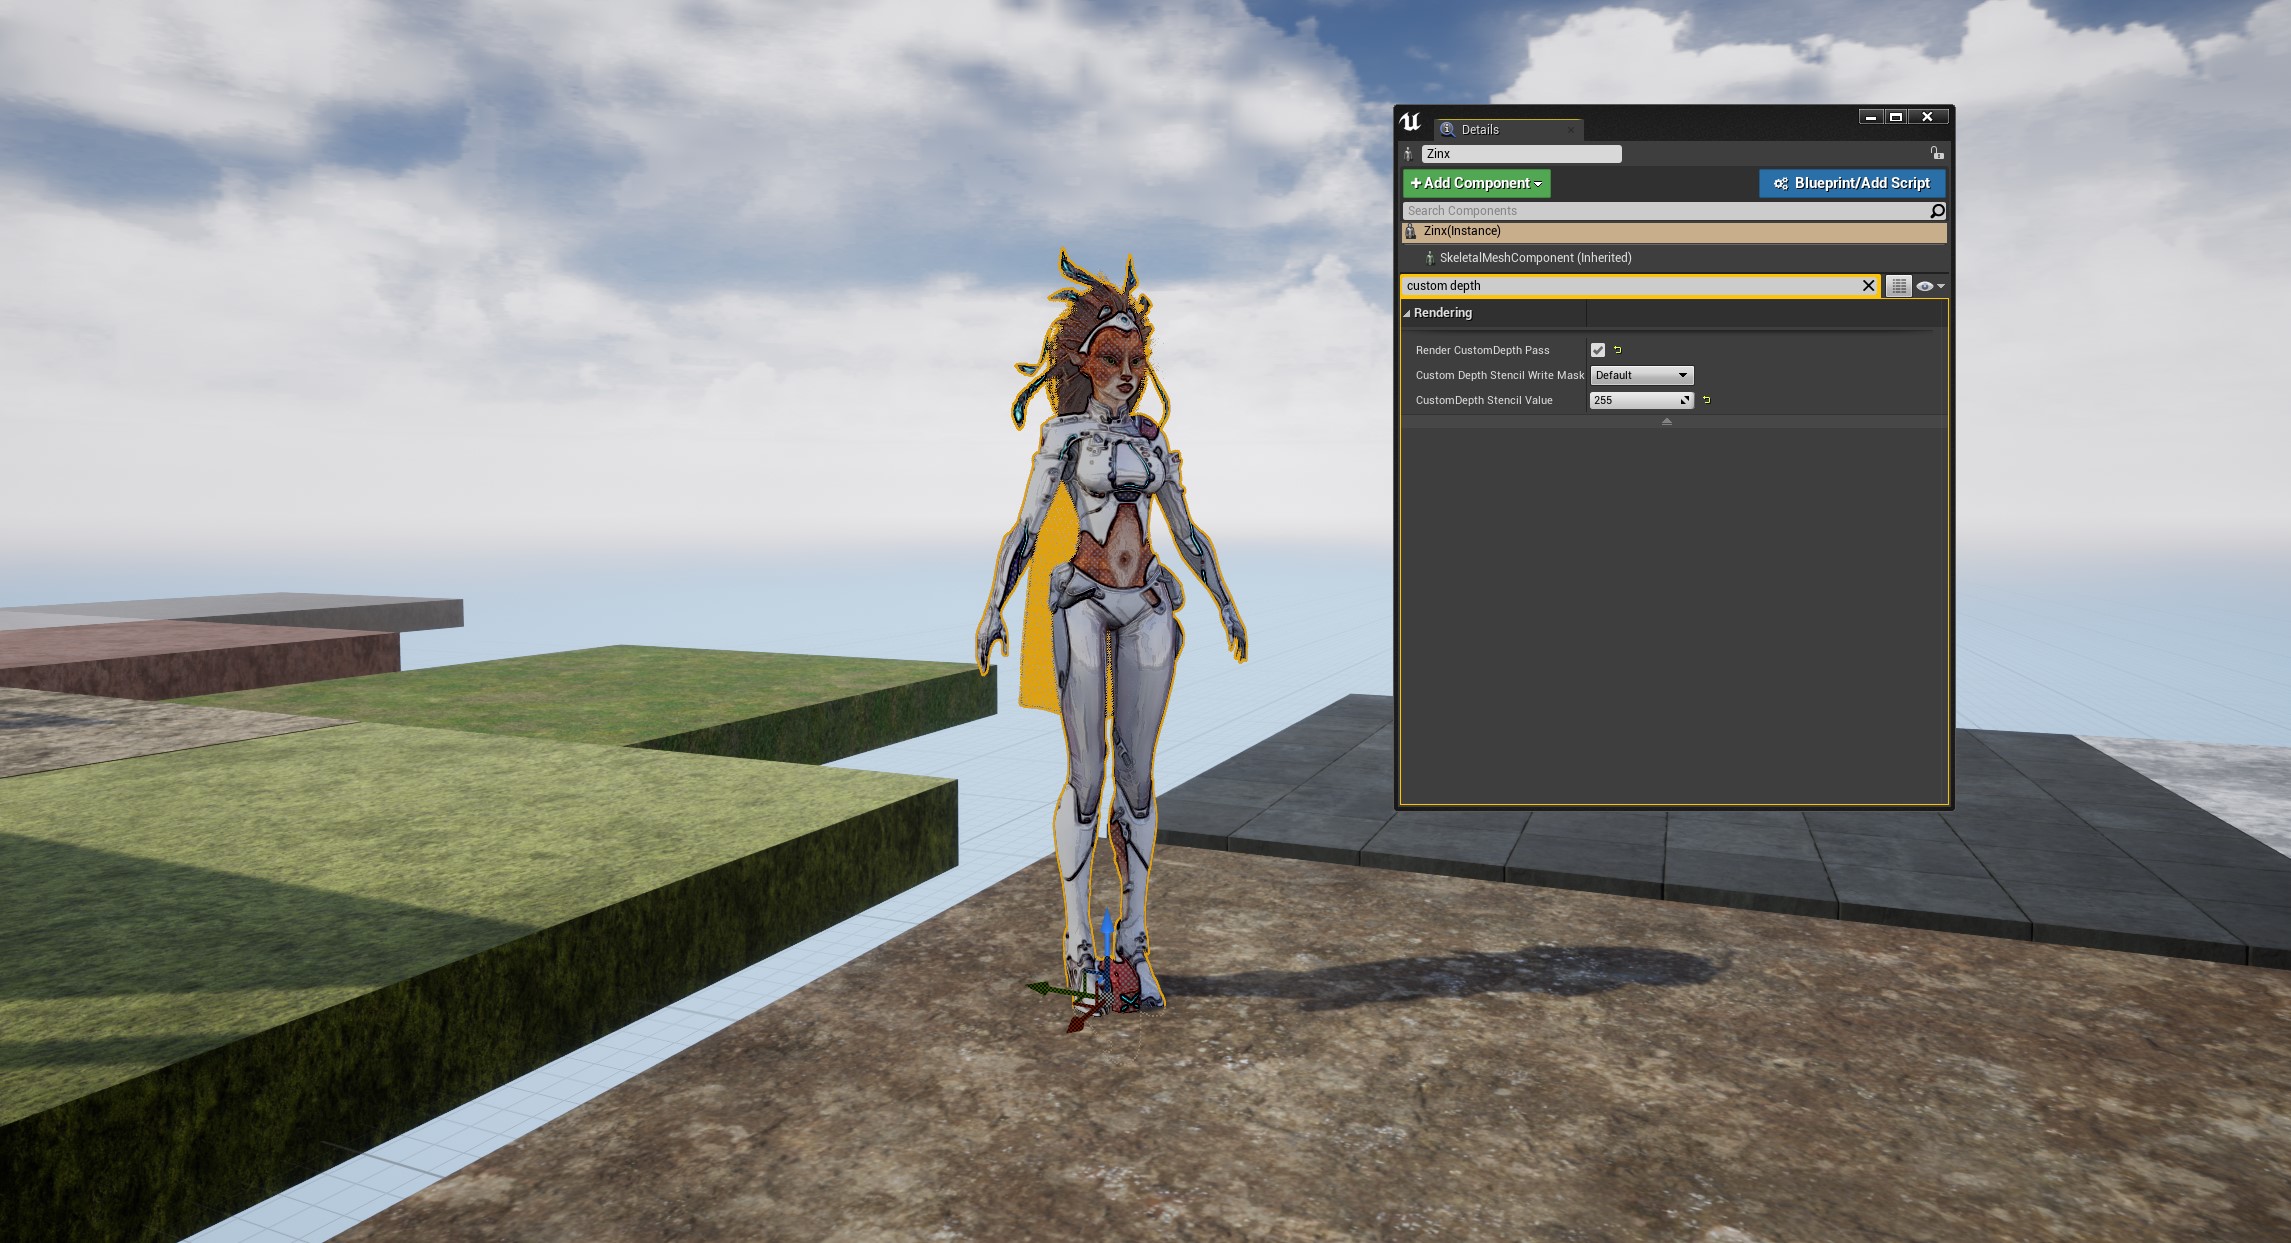 Details
Zinx
+Add Component
Blueprint/Add Script
Search Components
Zinx(Instance)
SkeletalMeshComponent (Inherited)
custom depth
Rendering
Render CustomDepth Pass
Custom Depth Stencil Write Mask Default
CustomDepth Stencil Value 255